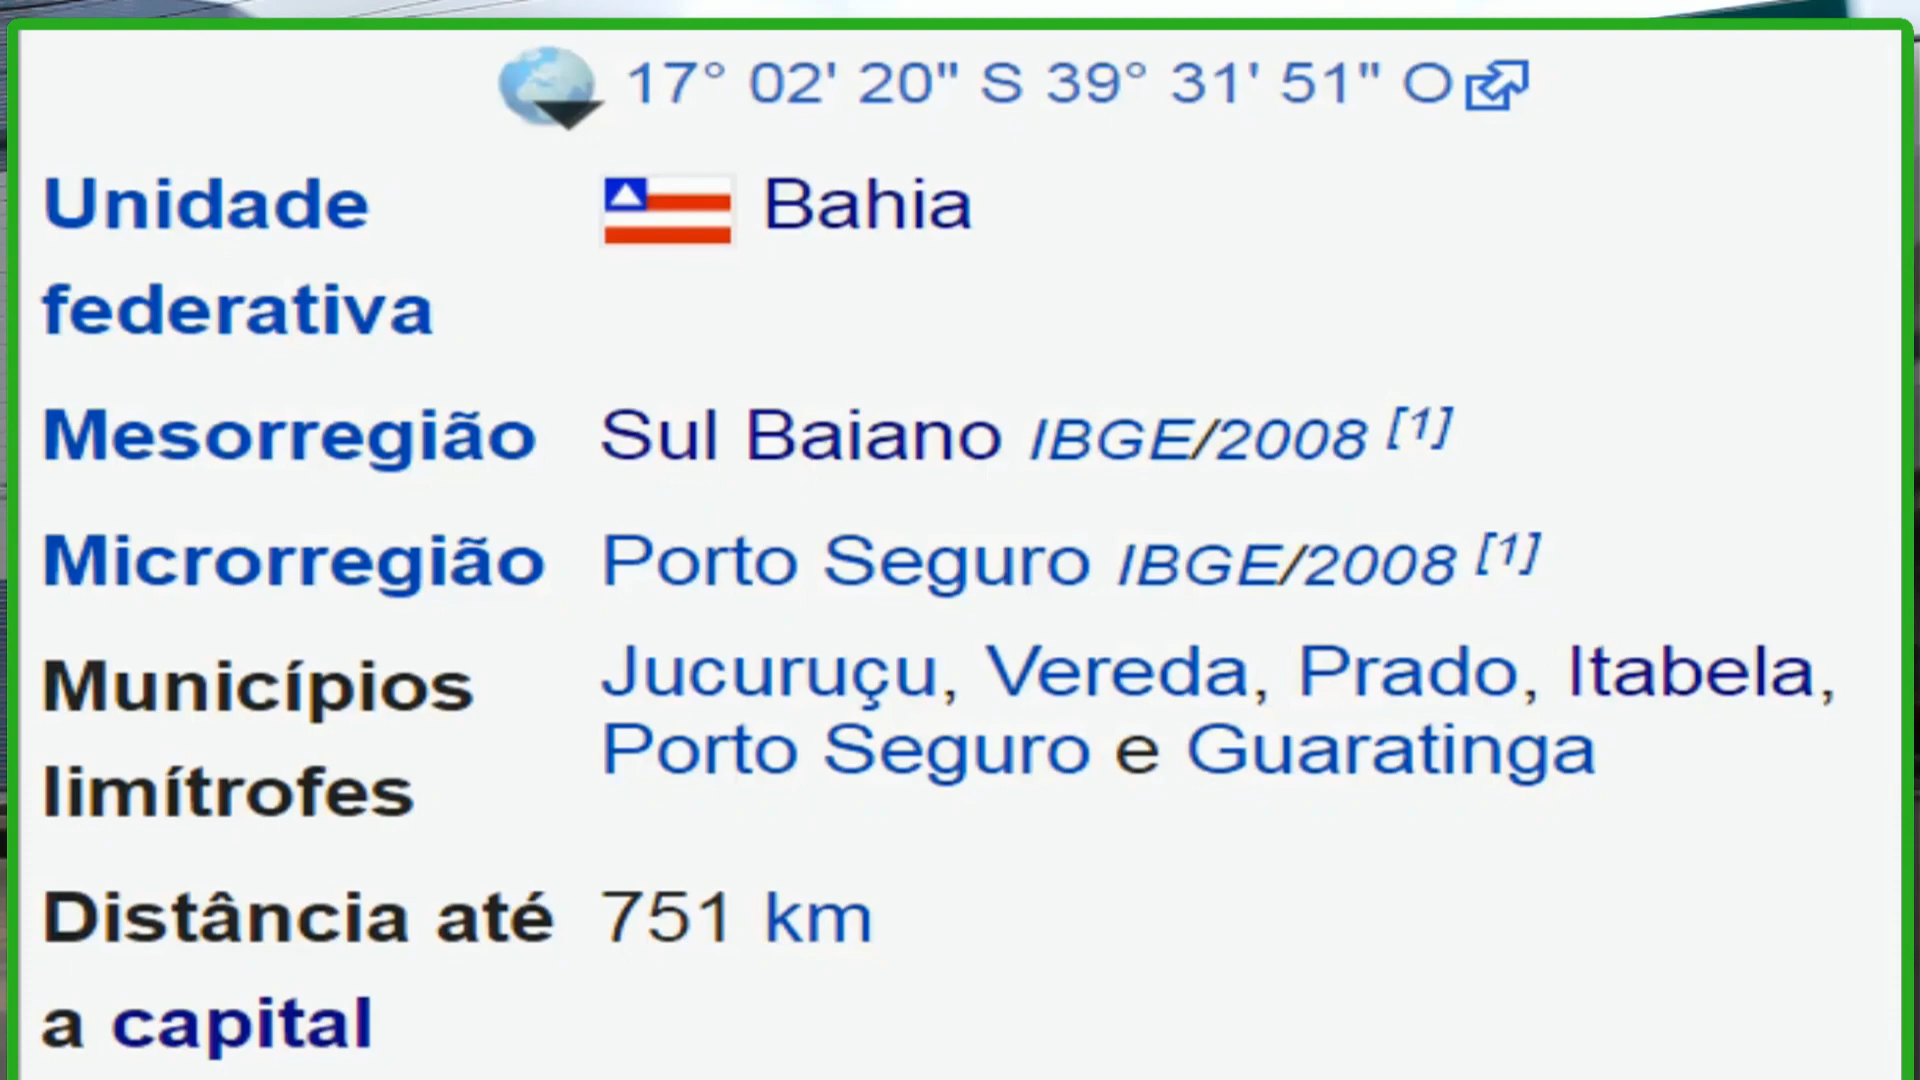 17° 02' 20" S 39° 31' 51" O
Unidade federativa Bahia
Mesorregião Sul Baiano IBGE/2008 [1]
Microrregião Porto Seguro IBGE/2008 [1]
Municípios limítrofes Jucuruçu, Vereda, Prado, Itabela,
Porto Seguro e Guaratinga
Distância até a capital 751 km